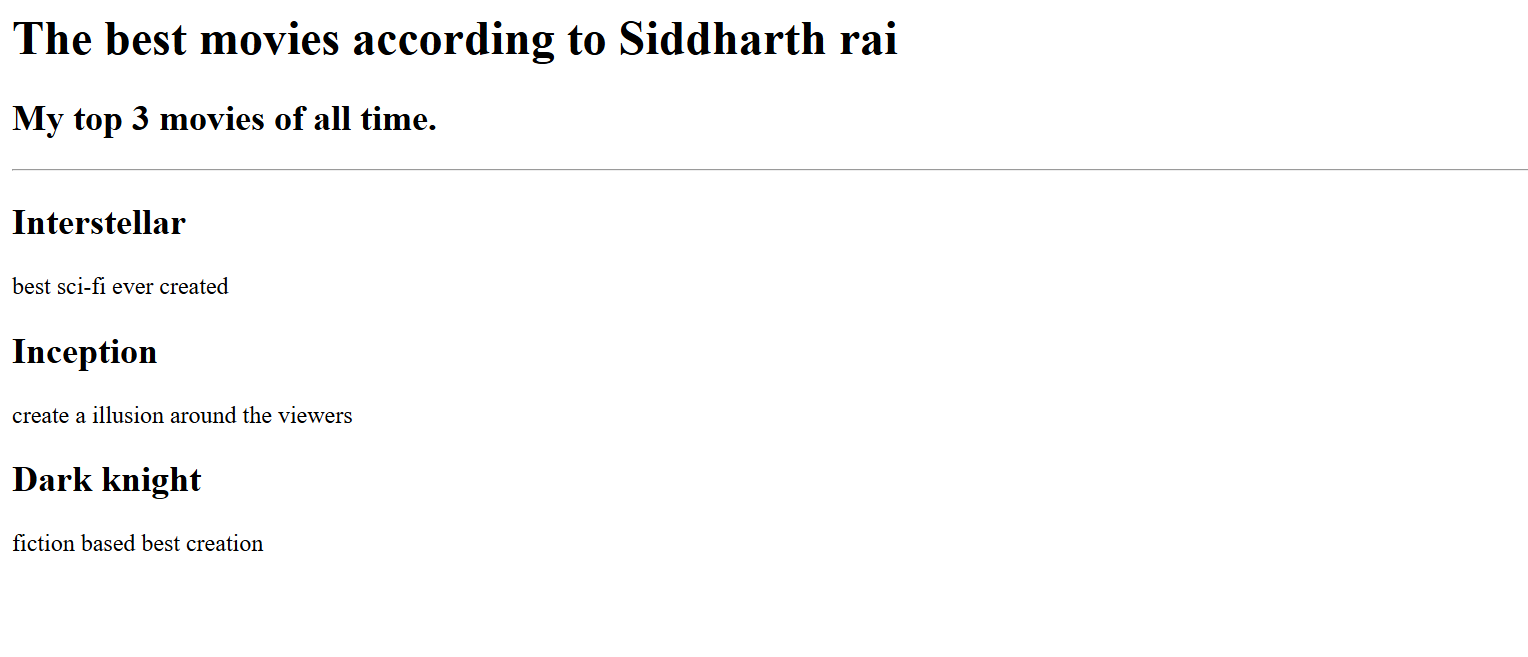 The best movies according to Siddharth rai
My top 3 movies of all time.
Interstellar
best sci-fi ever created
Inception
create a illusion around the viewers
Dark knight
fiction based best creation